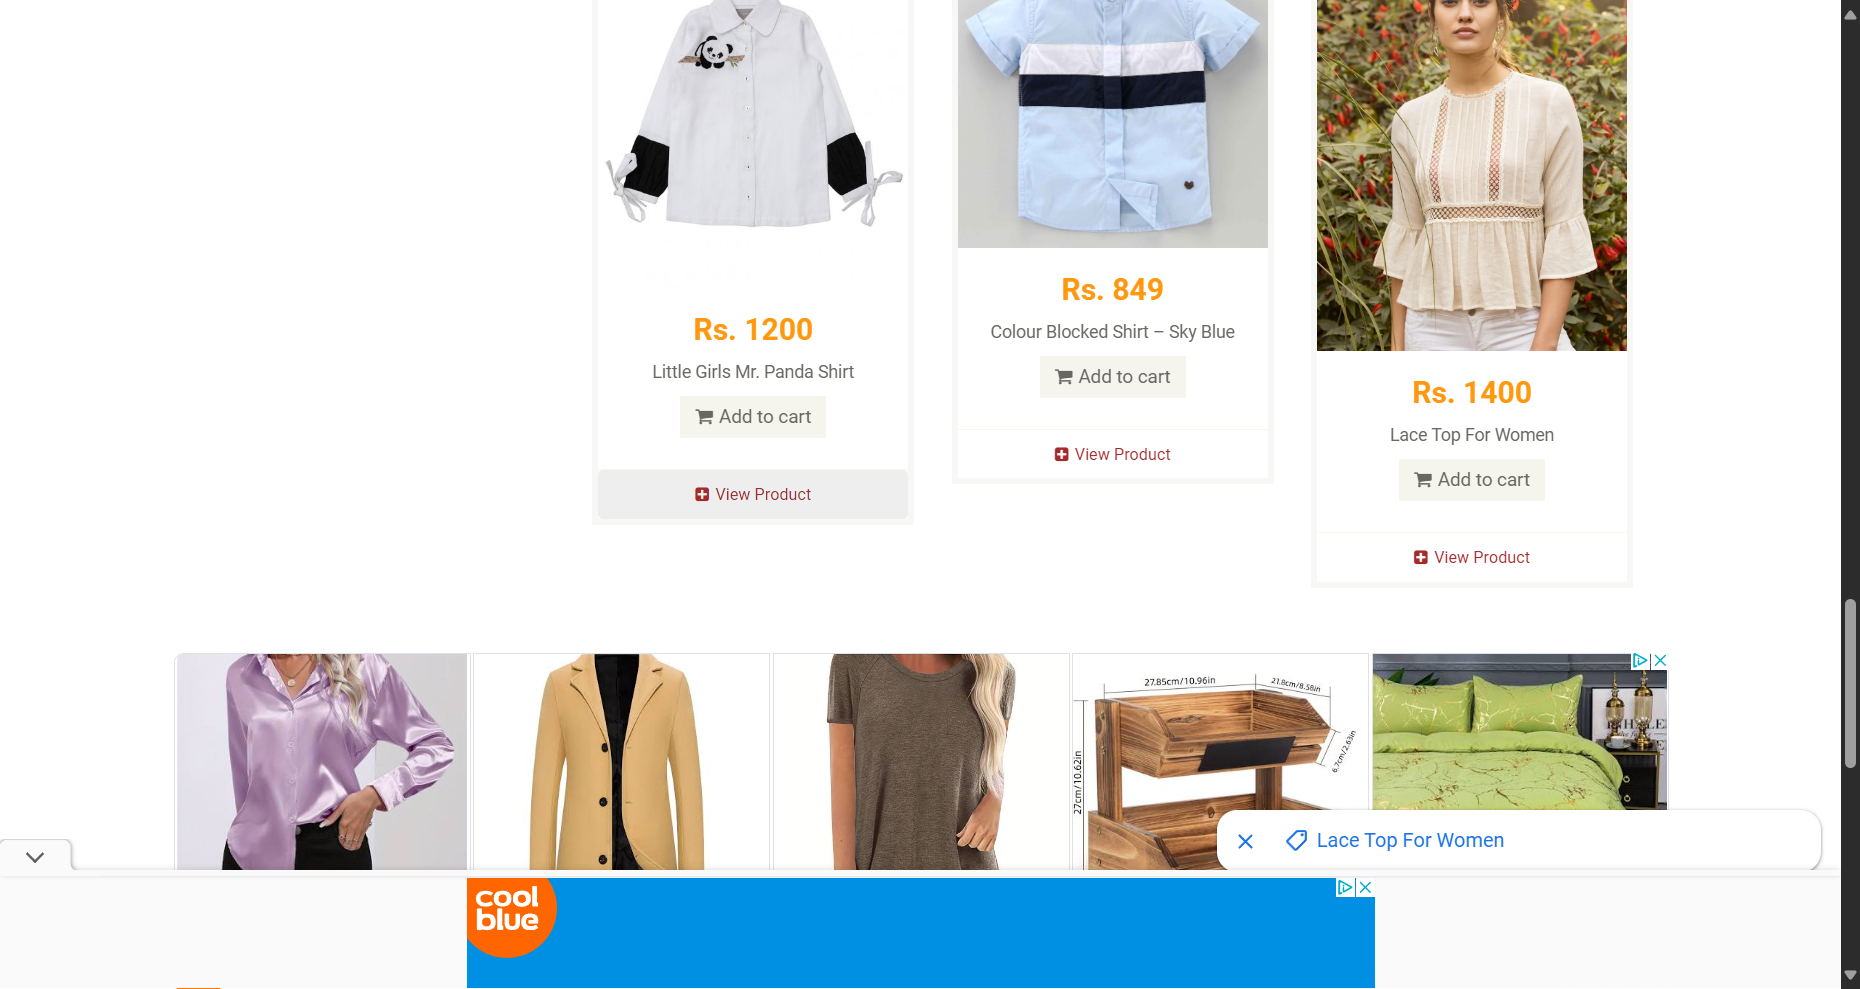 Rs. 1200
Little Girls Mr. Panda Shirt
Add to cart
View Product
Rs. 849
Colour Blocked Shirt – Sky Blue
Add to cart
View Product
Rs. 1400
Lace Top For Women
Add to cart
View Product
27.85cm/10.96in
21.8cm/8.58in
6.7cm/2.63in
27cm/10.62in
Lace Top For Women
cool
blue